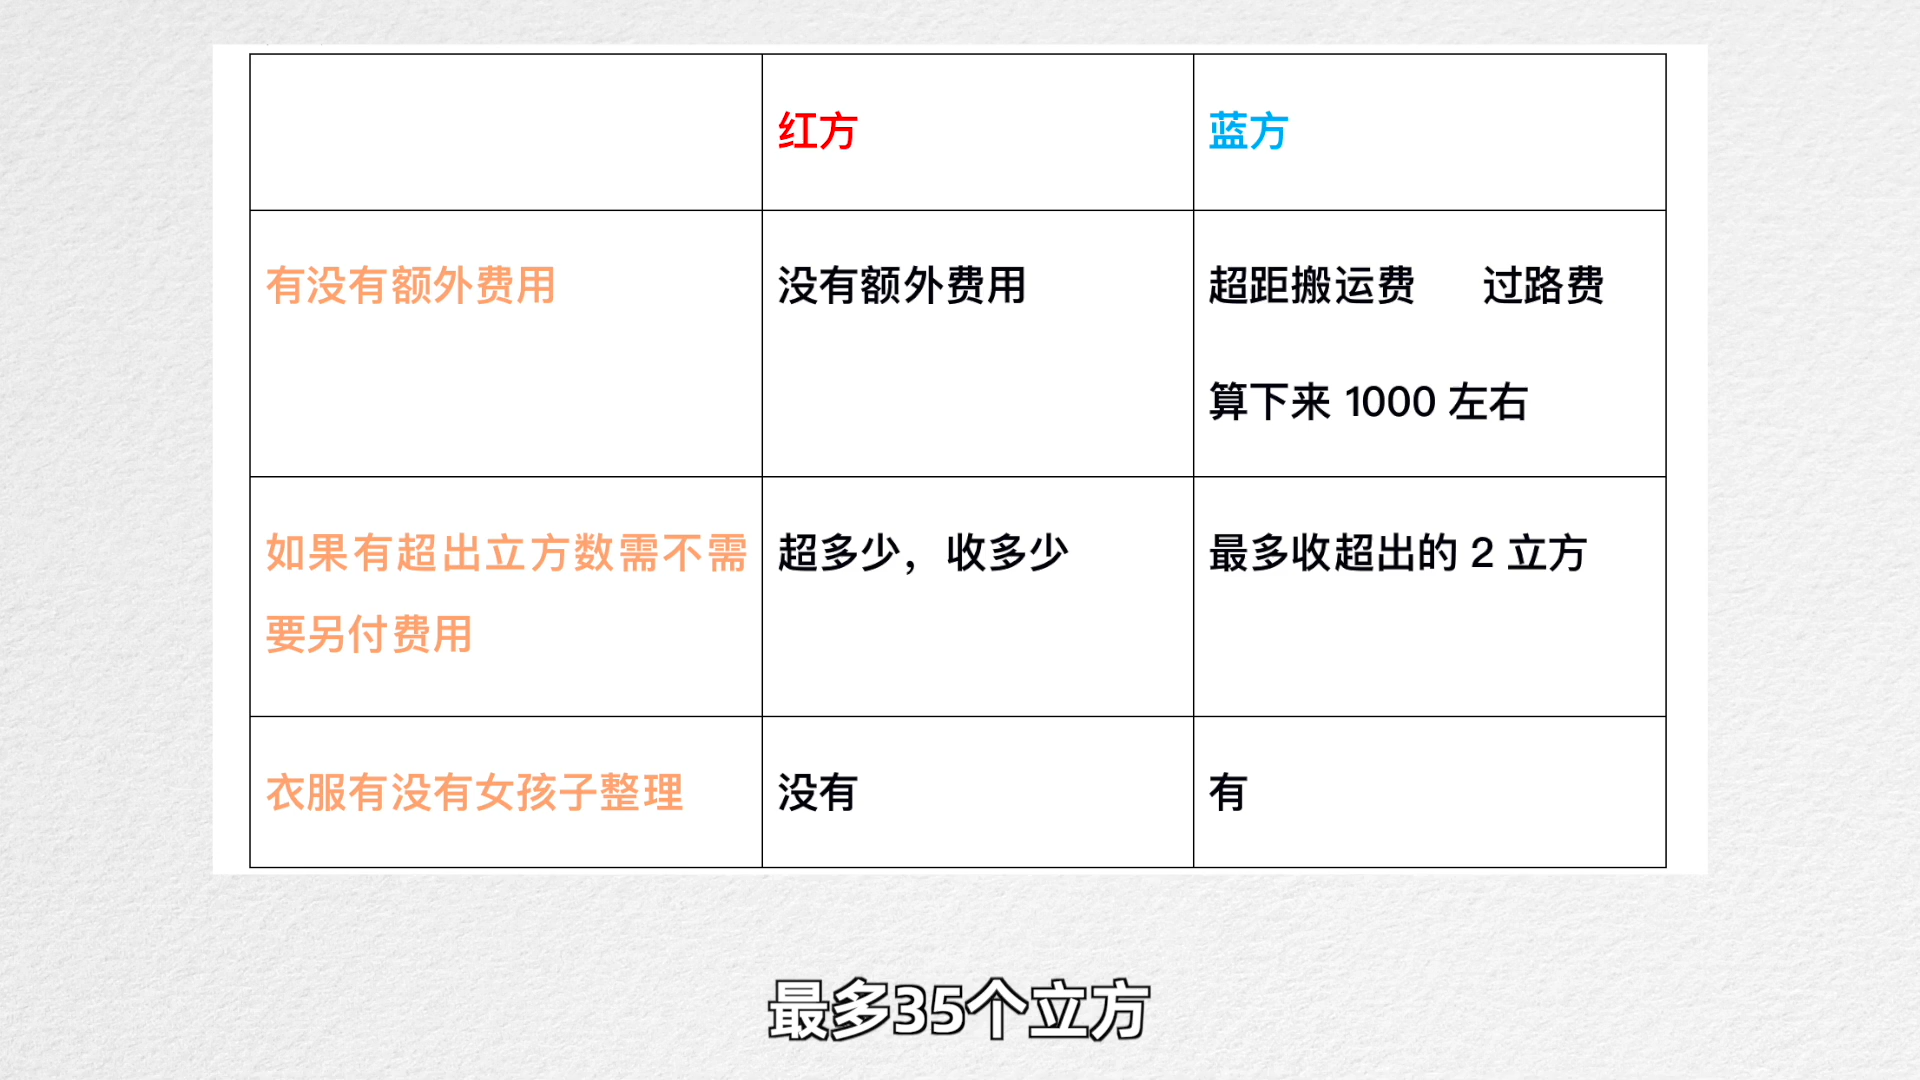 红方
蓝方
有没有额外费用
没有额外费用
超距搬运费 过路费
算下来 1000 左右
如果有超出立方数需不需
要另付费用
超多少，收多少
最多收超出的 2 立方
衣服有没有女孩子整理
没有
有
最多35个立方